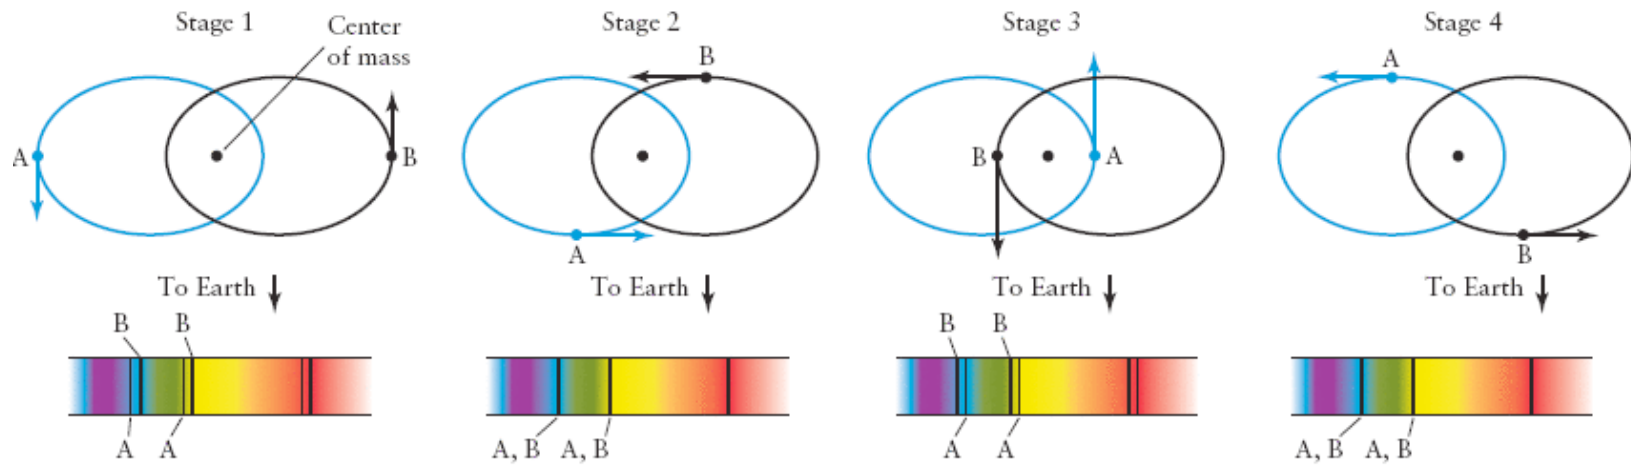 Stage 1
Center
of mass
A
B
To Earth
B B
A A
Stage 2
B
A
To Earth
A, B A, B
Stage 3
B
A
To Earth
B B
A A
Stage 4
A
B
To Earth
A, B A, B